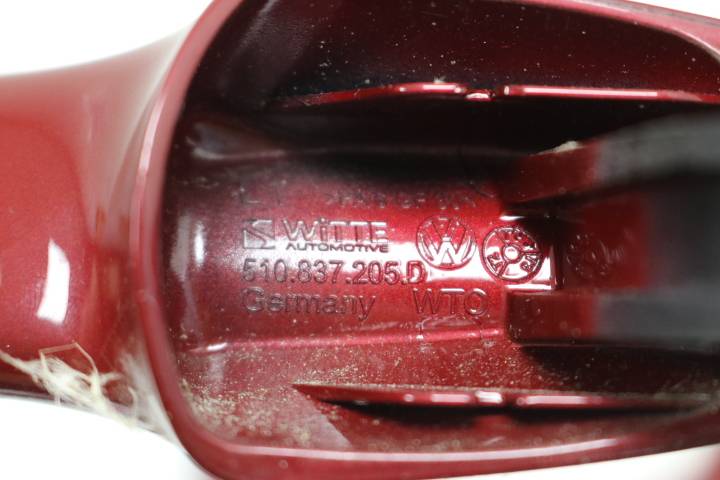 WiTTE
AUTOMOTIVE
510.837.205.D
Germany WTO